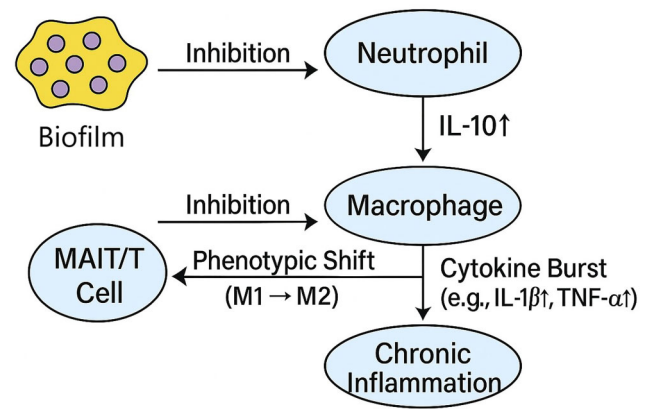 Inhibition
Neutrophil
Biofilm
IL-10↑
Inhibition
Macrophage
MAIT/T
Cell
Phenotypic Shift
(M1 → M2)
Cytokine Burst
(e.g., IL-1β↑, TNF-α↑)
Chronic
Inflammation